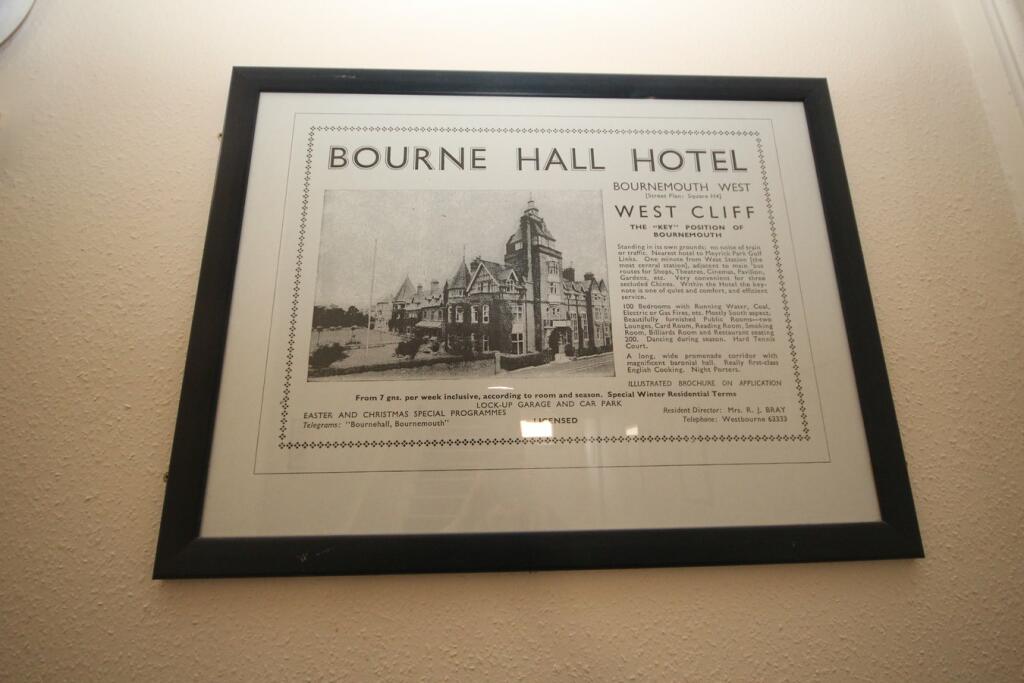 BOURNE HALL HOTEL
BOURNEMOUTH WEST
[Street Plan: Square H4]
WEST CLIFF
THE "KEY" POSITION OF
BOURNEMOUTH
Standing in its own grounds; no noise of train
or traffic. Nearest hotel to Meyrick Park Golf
Links. One minute from West Station [the
most central station], adjacent to main 'bus
routes for Shops, Theatres, Cinemas, Pavilion,
Gardens, etc. Very convenient for three
secluded Chines. Within the Hotel the key-
note is one of quiet and comfort, and efficient
service.
100 Bedrooms with Running Water, Coal,
Electric or Gas Fires, etc. Mostly South aspect.
Beautifully furnished Public Rooms—two
Lounges, Card Room, Reading Room, Smoking
Room, Billiards Room and Restaurant seating
200. Dancing during season. Hard Tennis
Court.
A long, wide promenade corridor with
magnificent baronial hall. Really first-class
English Cooking. Night Porters.
ILLUSTRATED BROCHURE ON APPLICATION
From 7 gns. per week inclusive, according to room and season. Special Winter Residential Terms
LOCK-UP GARAGE AND CAR PARK
EASTER AND CHRISTMAS SPECIAL PROGRAMMES
Telegrams: "Bournehall, Bournemouth"
LICENSED
Resident Director: Mrs. R. J. BRAY
Telephone: Westbourne 63333